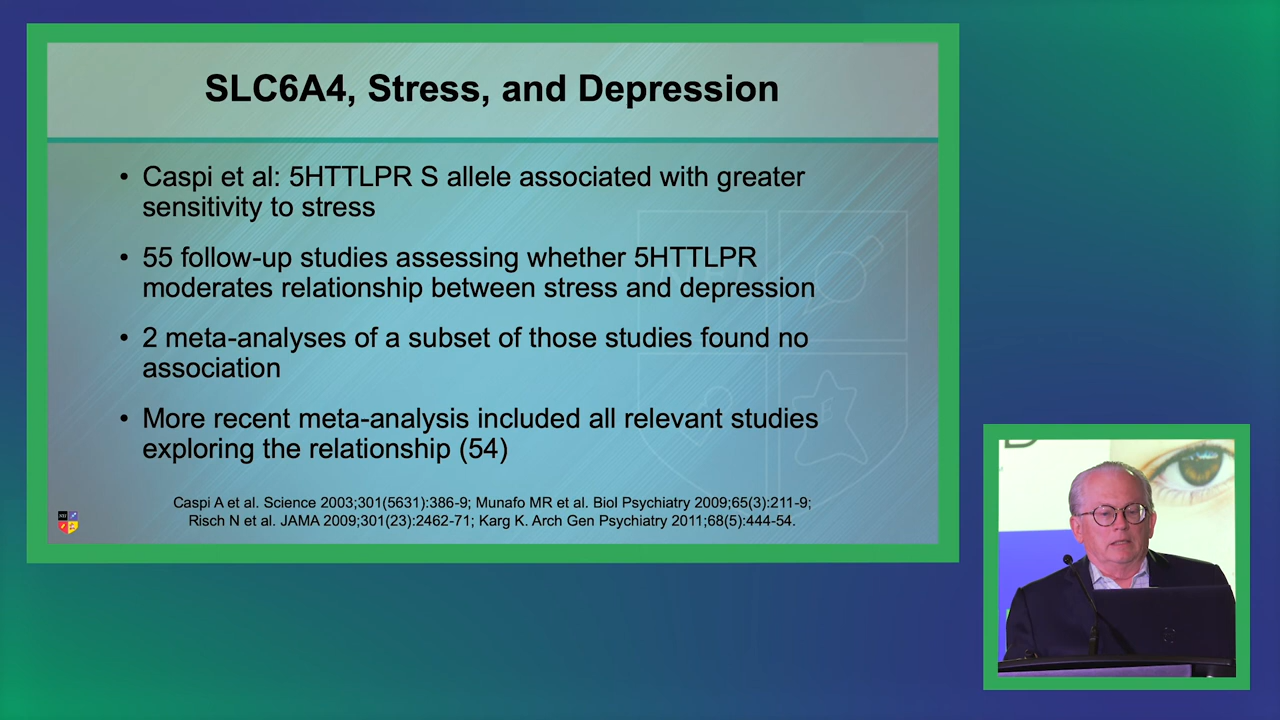 SLC6A4, Stress, and Depression
• Caspi et al: 5HTTLPR S allele associated with greater
sensitivity to stress
• 55 follow-up studies assessing whether 5HTTLPR
moderates relationship between stress and depression
• 2 meta-analyses of a subset of those studies found no
association
• More recent meta-analysis included all relevant studies
exploring the relationship (54)
Caspi A et al. Science 2003;301(5631):386-9; Munafo MR et al. Biol Psychiatry 2009;65(3):211-9;
Risch N et al. JAMA 2009;301(23):2462-71; Karg K. Arch Gen Psychiatry 2011;68(5):444-54.